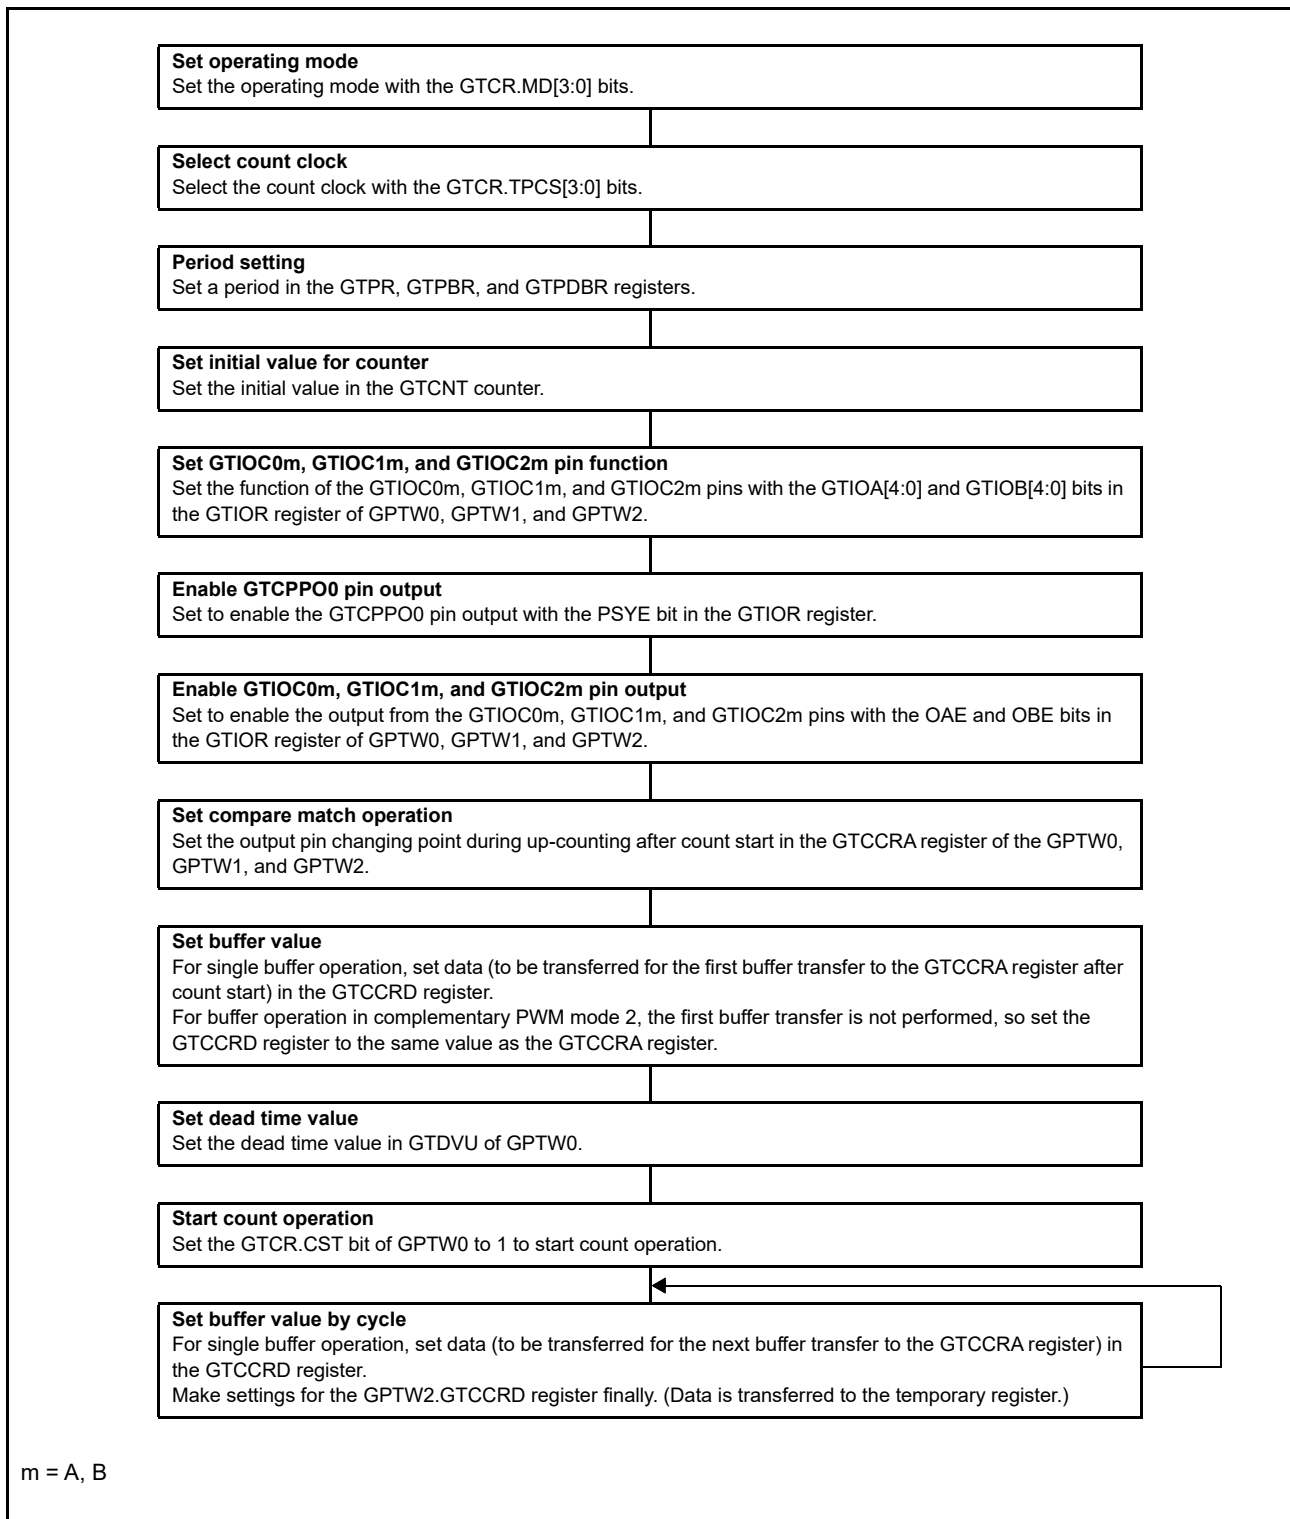 Set operating mode
Set the operating mode with the GTCR.MD[3:0] bits.
Select count clock
Select the count clock with the GTCR.TPCS[3:0] bits.
Period setting
Set a period in the GTPR, GTPBR, and GTPDBR registers.
Set initial value for counter
Set the initial value in the GTCNT counter.
Set GTIOC0m, GTIOC1m, and GTIOC2m pin function
Set the function of the GTIOC0m, GTIOC1m, and GTIOC2m pins with the GTIOA[4:0] and GTIOB[4:0] bits in
the GTIOR register of GPTW0, GPTW1, and GPTW2.
Enable GTCPPO0 pin output
Set to enable the GTCPPO0 pin output with the PSYE bit in the GTIOR register.
Enable GTIOC0m, GTIOC1m, and GTIOC2m pin output
Set to enable the output from the GTIOC0m, GTIOC1m, and GTIOC2m pins with the OAE and OBE bits in
the GTIOR register of GPTW0, GPTW1, and GPTW2.
Set compare match operation
Set the output pin changing point during up-counting after count start in the GTCCRA register of the GPTW0,
GPTW1, and GPTW2.
Set buffer value
For single buffer operation, set data (to be transferred for the first buffer transfer to the GTCCRA register after
count start) in the GTCCRD register.
For buffer operation in complementary PWM mode 2, the first buffer transfer is not performed, so set the
GTCCRD register to the same value as the GTCCRA register.
Set dead time value
Set the dead time value in GTDVU of GPTW0.
Start count operation
Set the GTCR.CST bit of GPTW0 to 1 to start count operation.
Set buffer value by cycle
For single buffer operation, set data (to be transferred for the next buffer transfer to the GTCCRA register) in
the GTCCRD register.
Make settings for the GPTW2.GTCCRD register finally. (Data is transferred to the temporary register.)
m = A, B